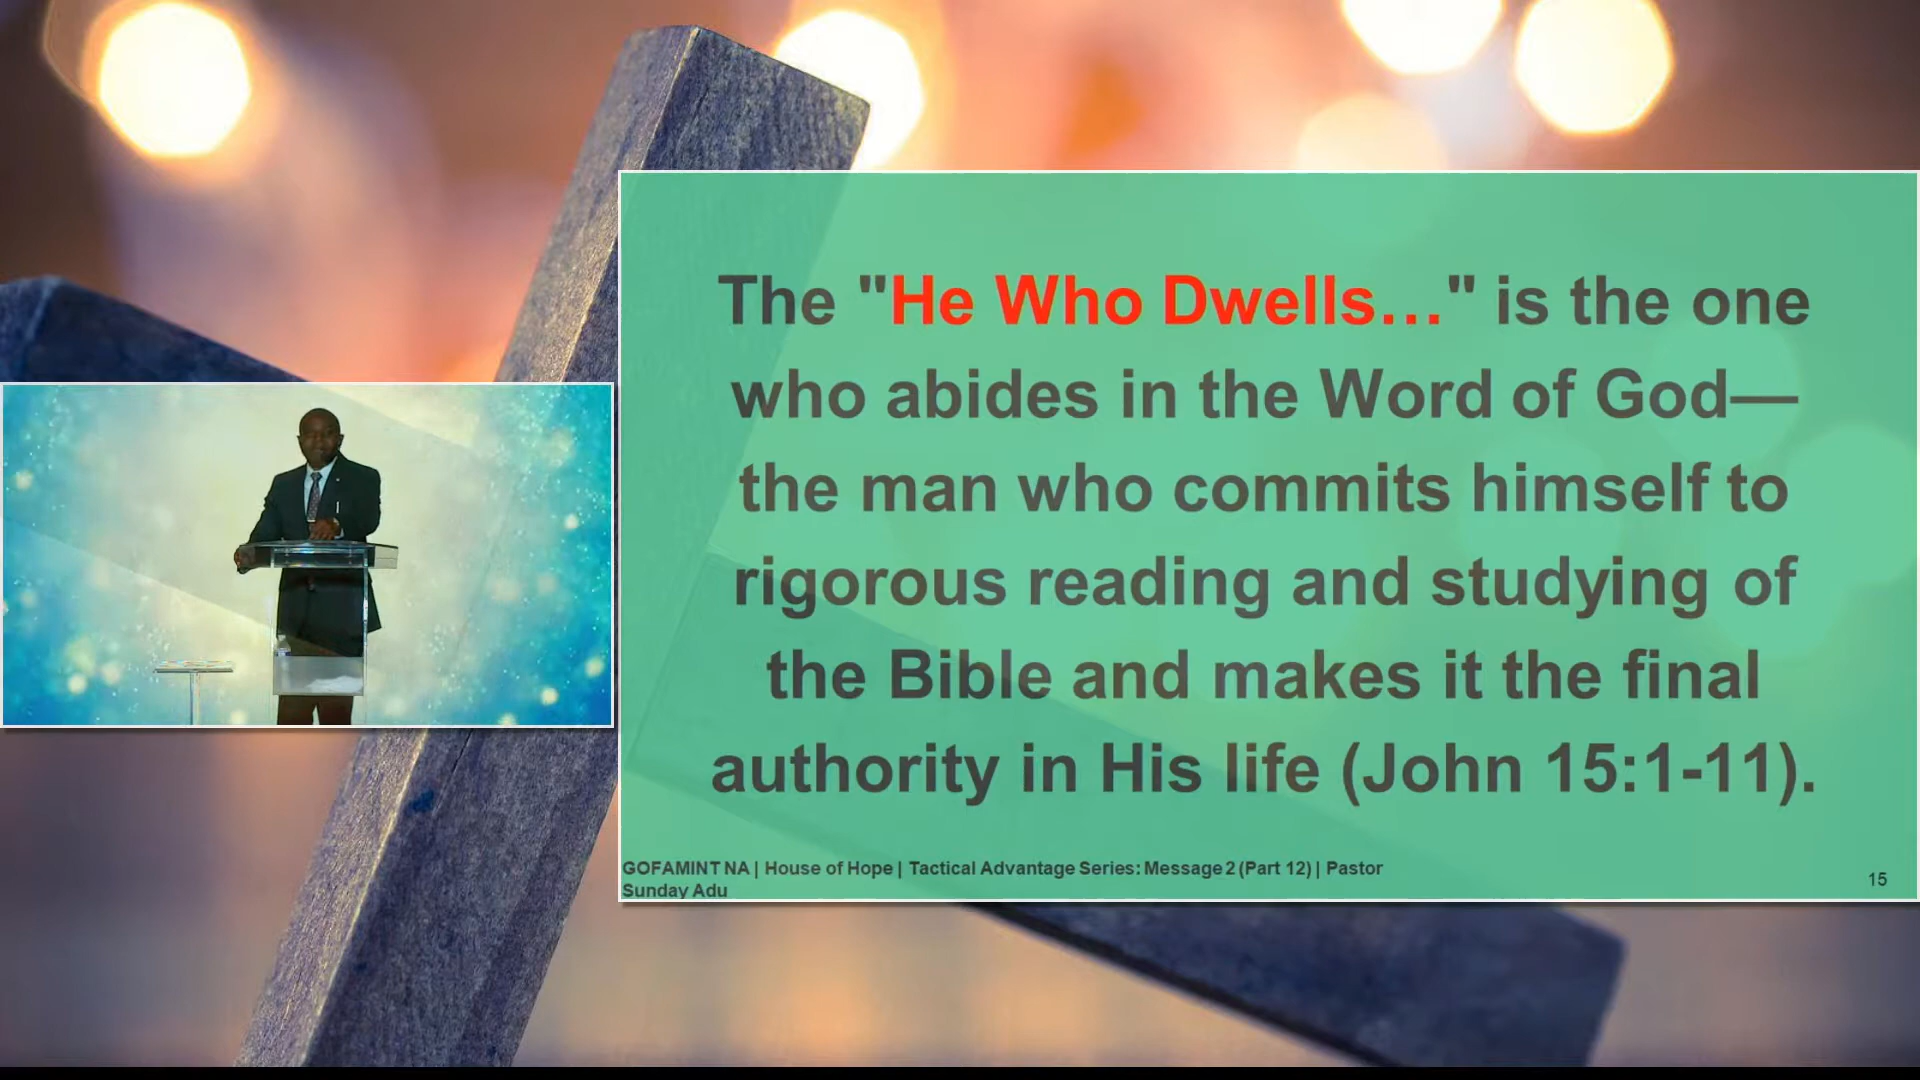 The "He Who Dwells…" is the one
who abides in the Word of God—
the man who commits himself to
rigorous reading and studying of
the Bible and makes it the final
authority in His life (John 15:1-11).
GOFAMINT NA | House of Hope | Tactical Advantage Series: Message 2 (Part 12) | Pastor
Sunday Adu
15